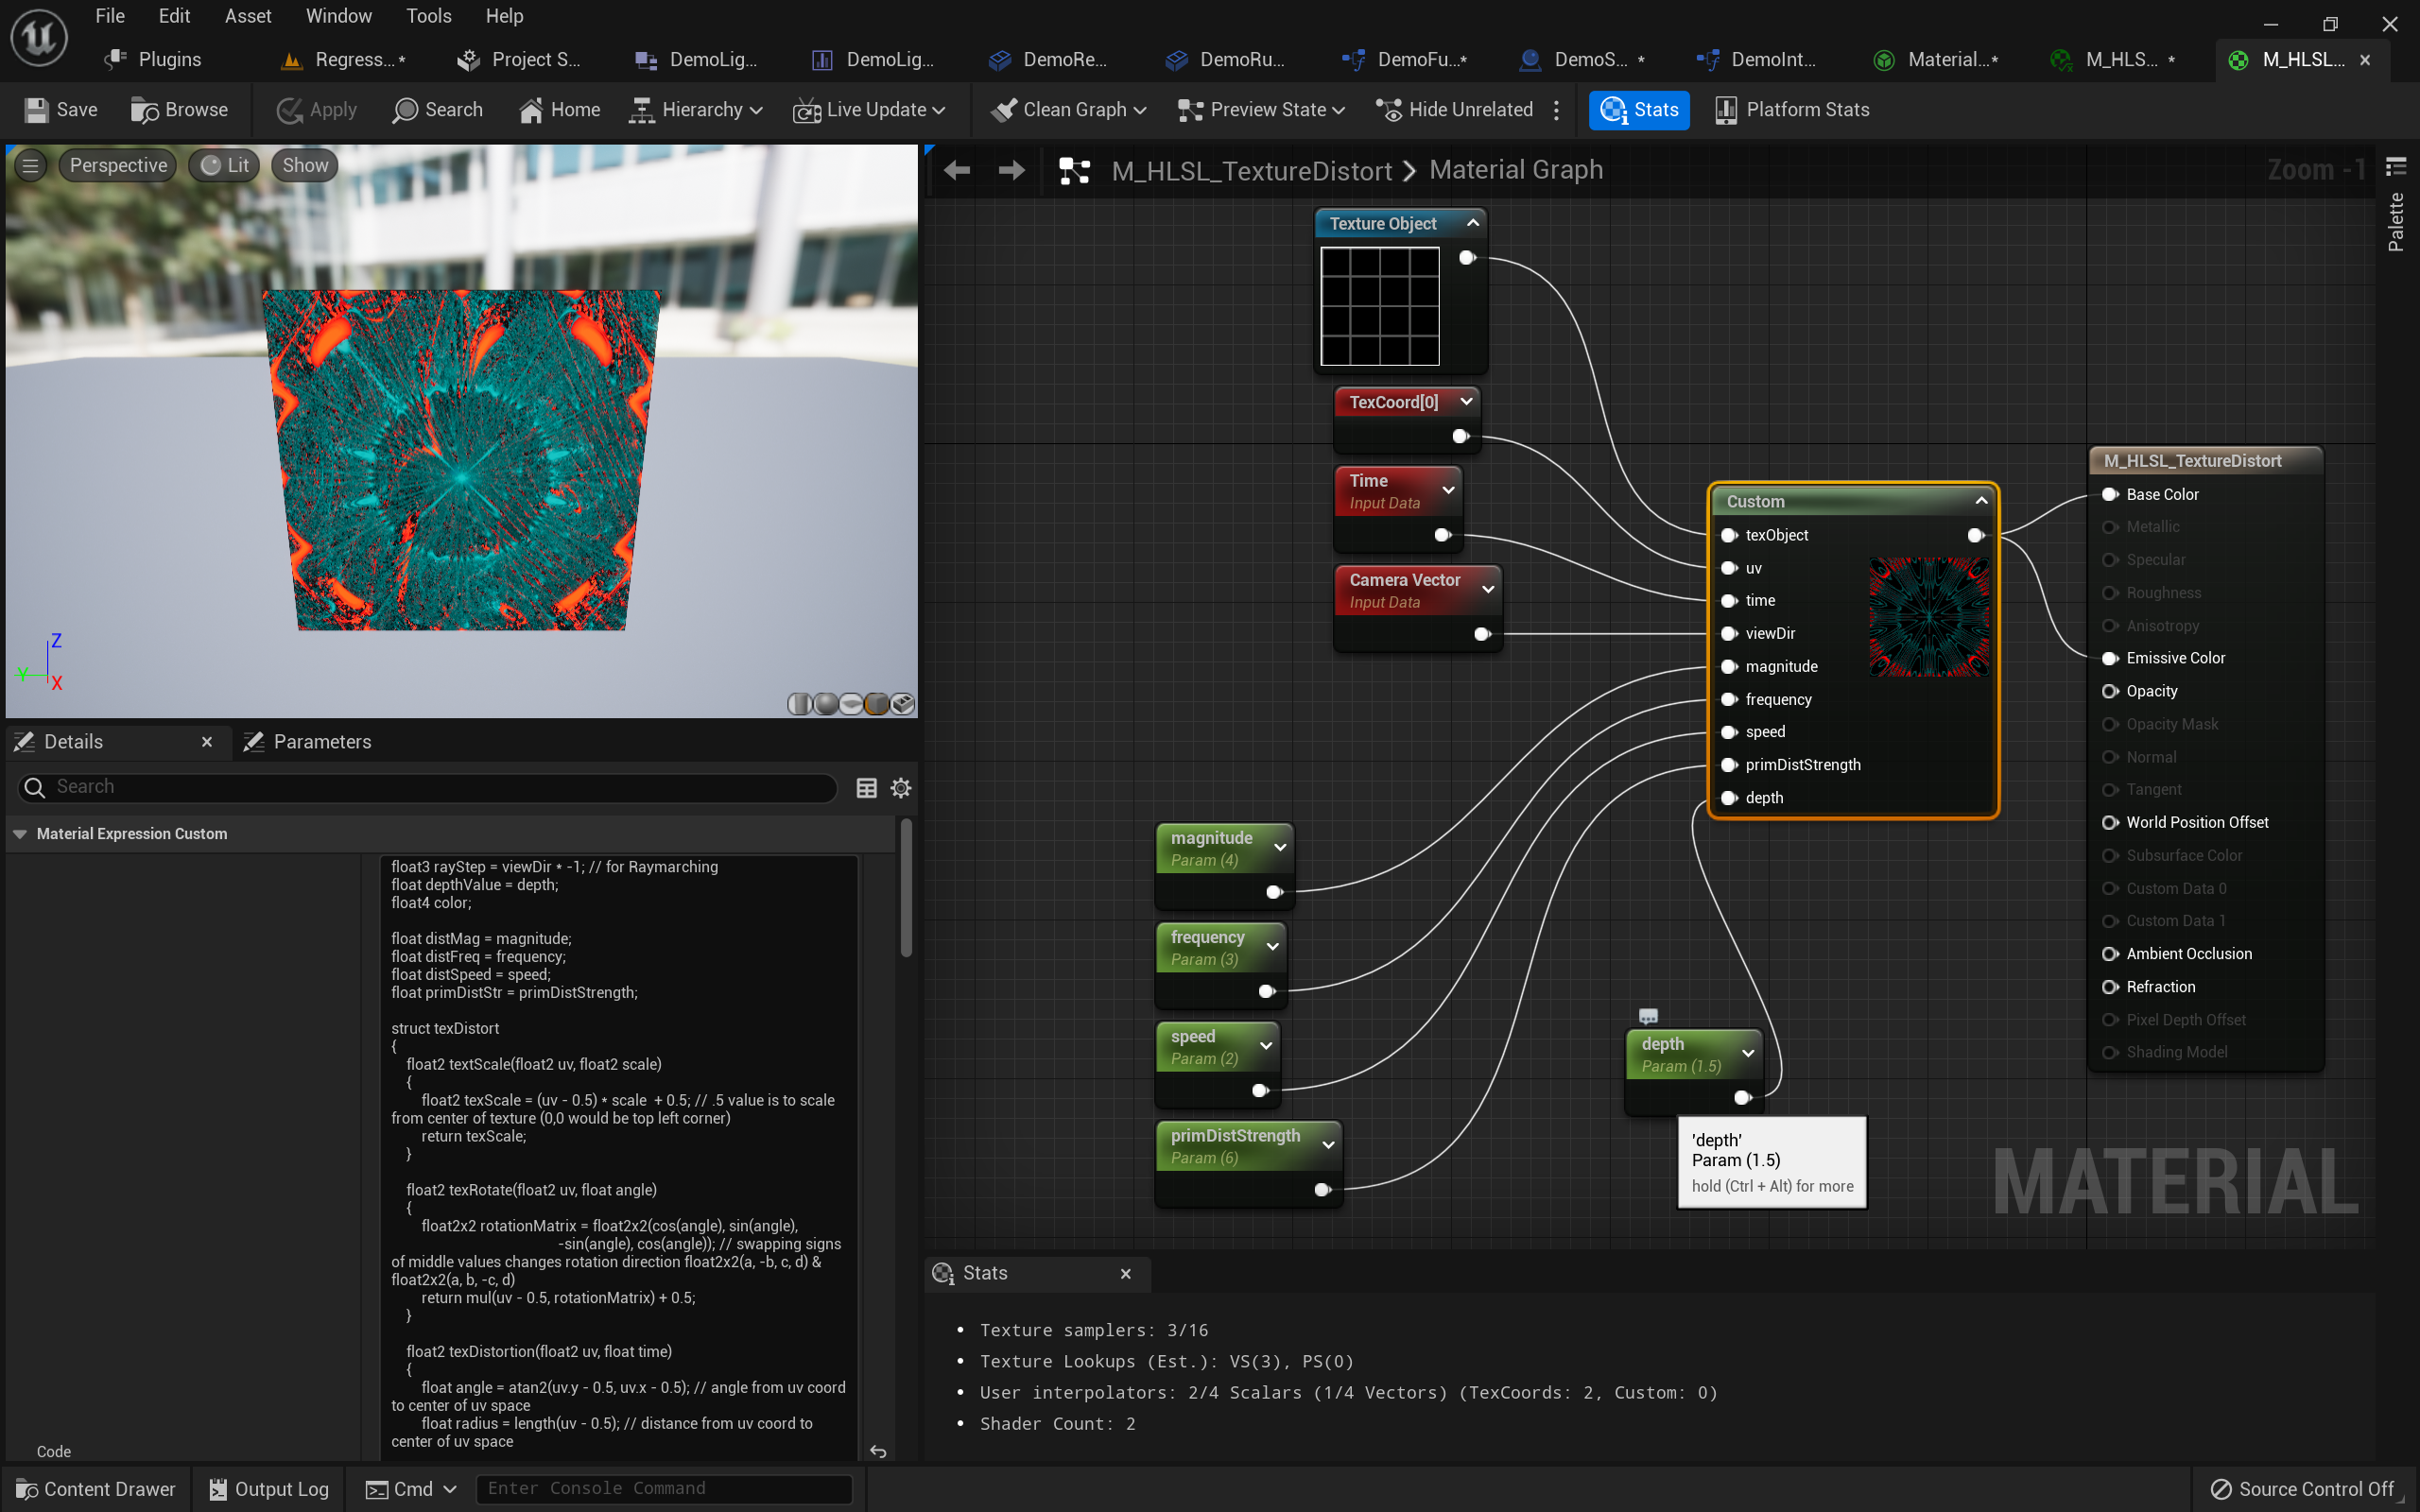 File Edit Asset Window Tools Help
Plugins Regress...* Project S... DemoLig... DemoLig... DemoRe... DemoRu... DemoFu...* DemoS... * DemoInt... Material...* M_HLS... * M_HLSL...
Save Browse Apply Search Home Hierarchy Live Update Clean Graph Preview State Hide Unrelated Stats Platform Stats
Perspective Lit Show
Z
Y
X
M_HLSL_TextureDistort > Material Graph
Zoom -1
Palette
Texture Object
TexCoord[0]
Time
Input Data
Camera Vector
Input Data
Custom
texObject
uv
time
viewDir
magnitude
frequency
speed
primDistStrength
depth
M_HLSL_TextureDistort
Base Color
Metallic
Specular
Roughness
Anisotropy
Emissive Color
Opacity
Opacity Mask
Normal
Tangent
World Position Offset
Subsurface Color
Custom Data 0
Custom Data 1
Ambient Occlusion
Refraction
Pixel Depth Offset
Shading Model
magnitude
Param (4)
frequency
Param (3)
speed
Param (2)
primDistStrength
Param (6)
depth
Param (1.5)
'depth'
Param (1.5)
hold (Ctrl + Alt) for more
MATERIAL
Details
Parameters
Search
Material Expression Custom
float3 rayStep = viewDir * -1; // for Raymarching
float depthValue = depth;
float4 color;
float distMag = magnitude;
float distFreq = frequency;
float distSpeed = speed;
float primDistStr = primDistStrength;
struct texDistort
{
float2 textScale(float2 uv, float2 scale)
{
float2 texScale = (uv - 0.5) * scale + 0.5; // .5 value is to scale
from center of texture (0,0 would be top left corner)
return texScale;
}
float2 texRotate(float2 uv, float angle)
{
float2x2 rotationMatrix = float2x2(cos(angle), sin(angle),
-sin(angle), cos(angle)); // swapping signs
of middle values changes rotation direction float2x2(a, -b, c, d) &
float2x2(a, b, -c, d)
return mul(uv - 0.5, rotationMatrix) + 0.5;
}
float2 texDistortion(float2 uv, float time)
{
float angle = atan2(uv.y - 0.5, uv.x - 0.5); // angle from uv coord
to center of uv space
float radius = length(uv - 0.5); // distance from uv coord to
center of uv space
Code
Stats
• Texture samplers: 3/16
• Texture Lookups (Est.): VS(3), PS(0)
• User interpolators: 2/4 Scalars (1/4 Vectors) (TexCoords: 2, Custom: 0)
• Shader Count: 2
Content Drawer Output Log Cmd Enter Console Command Source Control Off